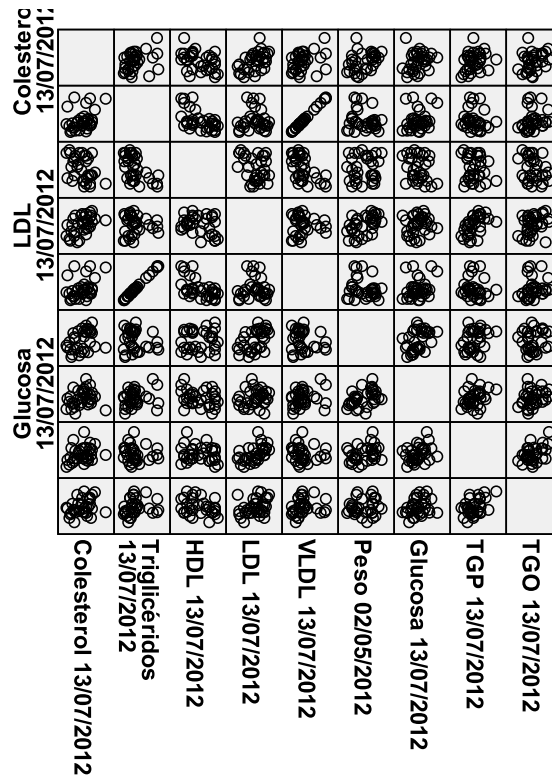 Colestero
13/07/2012
LDL
13/07/2012
Glucosa
13/07/2012
Colesterol 13/07/2012
Triglicéridos
13/07/2012
HDL 13/07/2012
LDL 13/07/2012
VLDL 13/07/2012
Peso 02/05/2012
Glucosa 13/07/2012
TGP 13/07/2012
TGO 13/07/2012